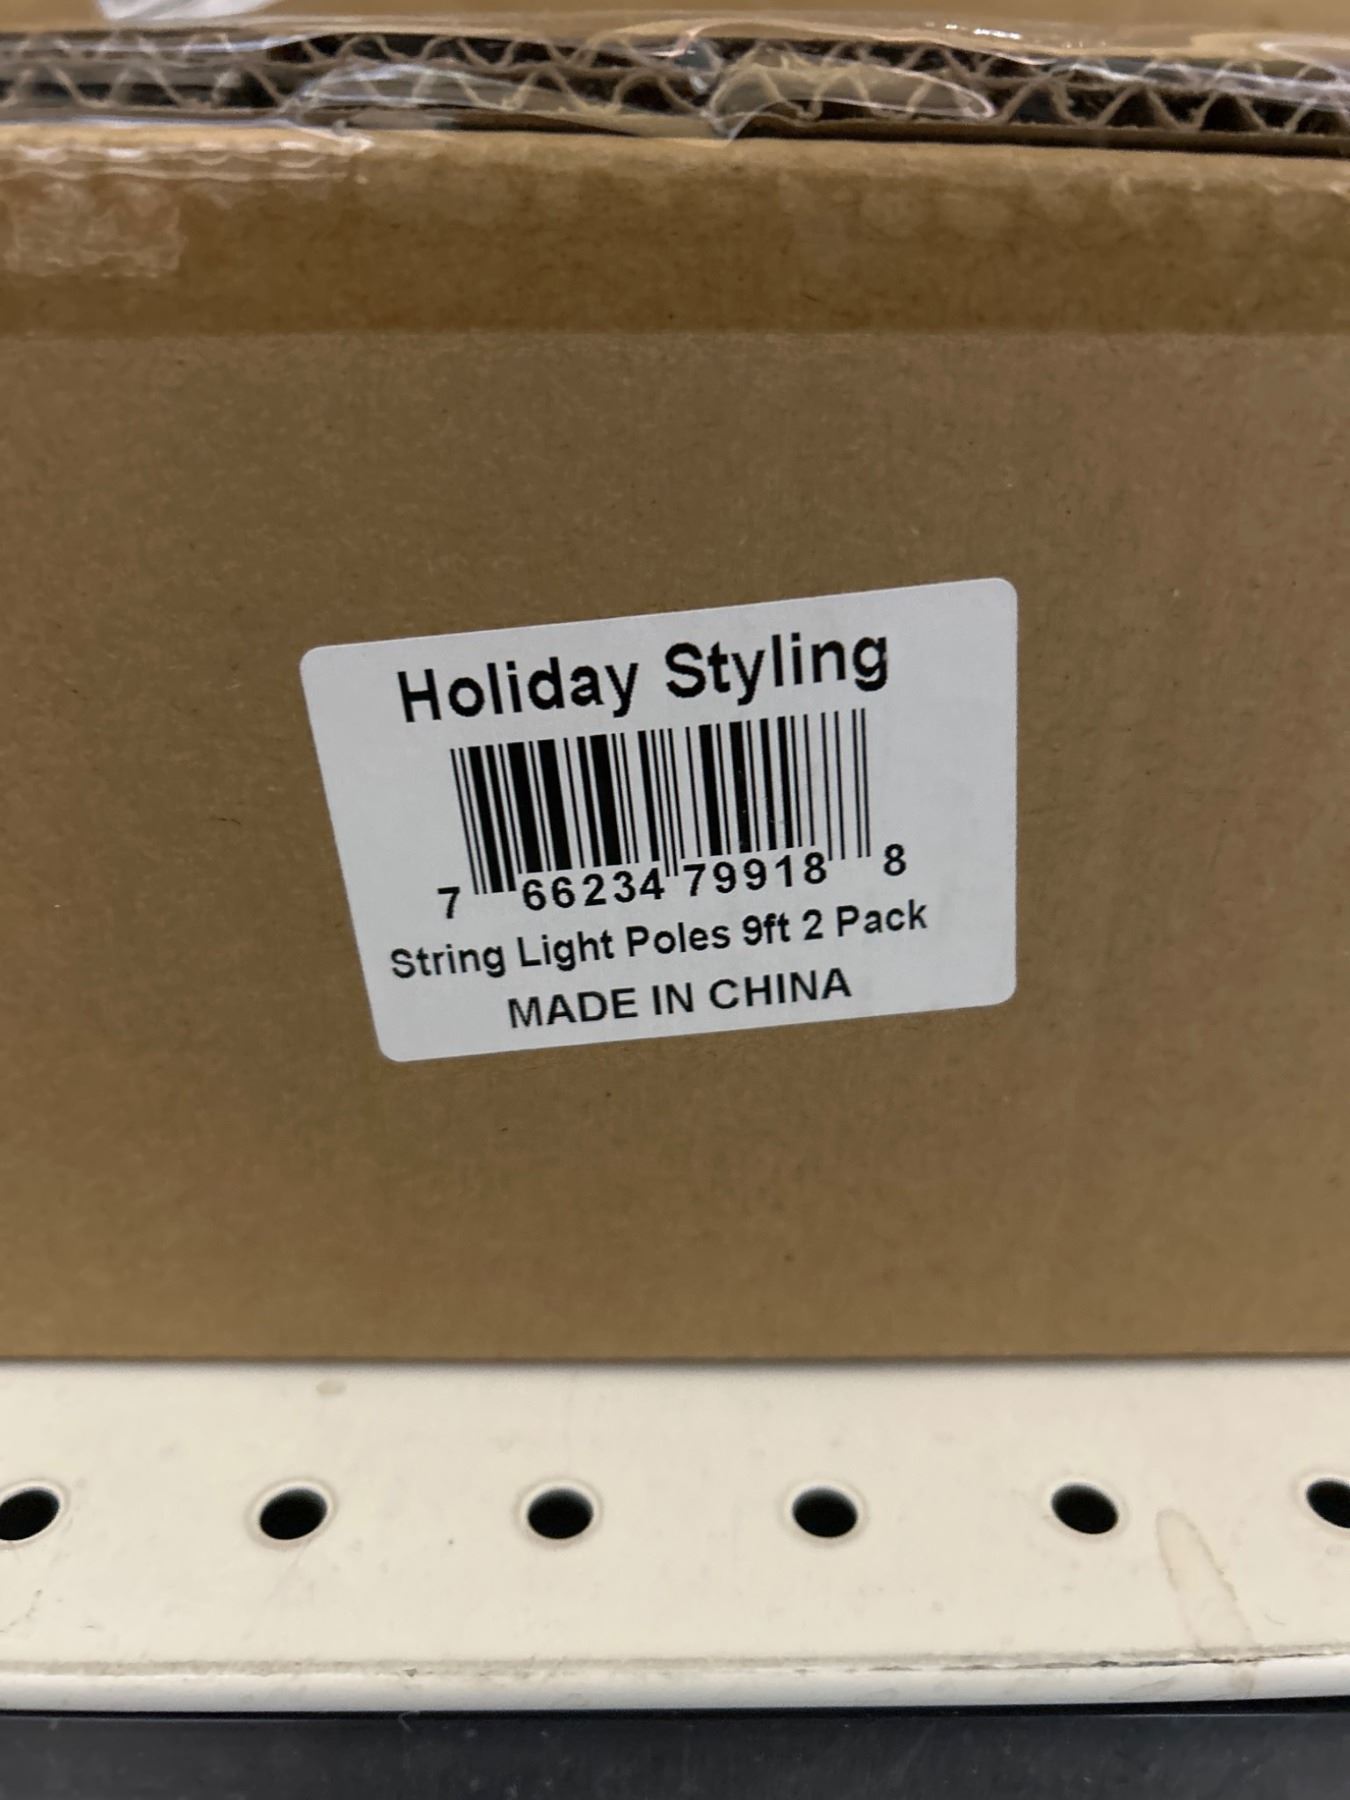 Holiday Styling
7 66234 79918 8
String Light Poles 9ft 2 Pack
MADE IN CHINA